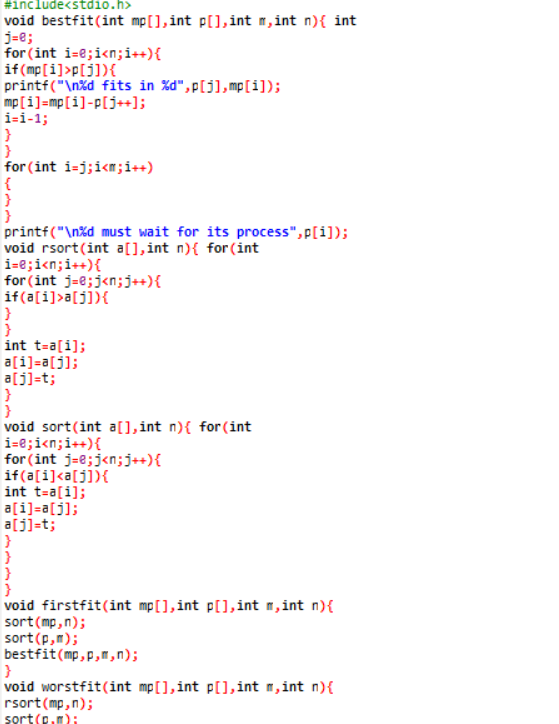 #include<stdio.h>
void bestfit(int mp[],int p[],int m,int n){ int
j=0;
for(int i=0;i<n;i++){
if(mp[i]>p[j]){
printf("\n%d fits in %d",p[j],mp[i]);
mp[i]=mp[i]-p[j++];
i=i-1;
}
}
for(int i=j;i<m;i++)
{
}
}
printf("\n%d must wait for its process",p[i]);
void rsort(int a[],int n){ for(int
i=0;i<n;i++){
for(int j=0;j<n;j++){
if(a[i]>a[j]){
}
}
int t=a[i];
a[i]=a[j];
a[j]=t;
}
}
void sort(int a[],int n){ for(int
i=0;i<n;i++){
for(int j=0;j<n;j++){
if(a[i]<a[j]){
int t=a[i];
a[i]=a[j];
a[j]=t;
}
}
}
}
void firstfit(int mp[],int p[],int m,int n){
sort(mp,n);
sort(p,m);
bestfit(mp,p,m,n);
}
void worstfit(int mp[],int p[],int m,int n){
rsort(mp,n);
sort(p,m);